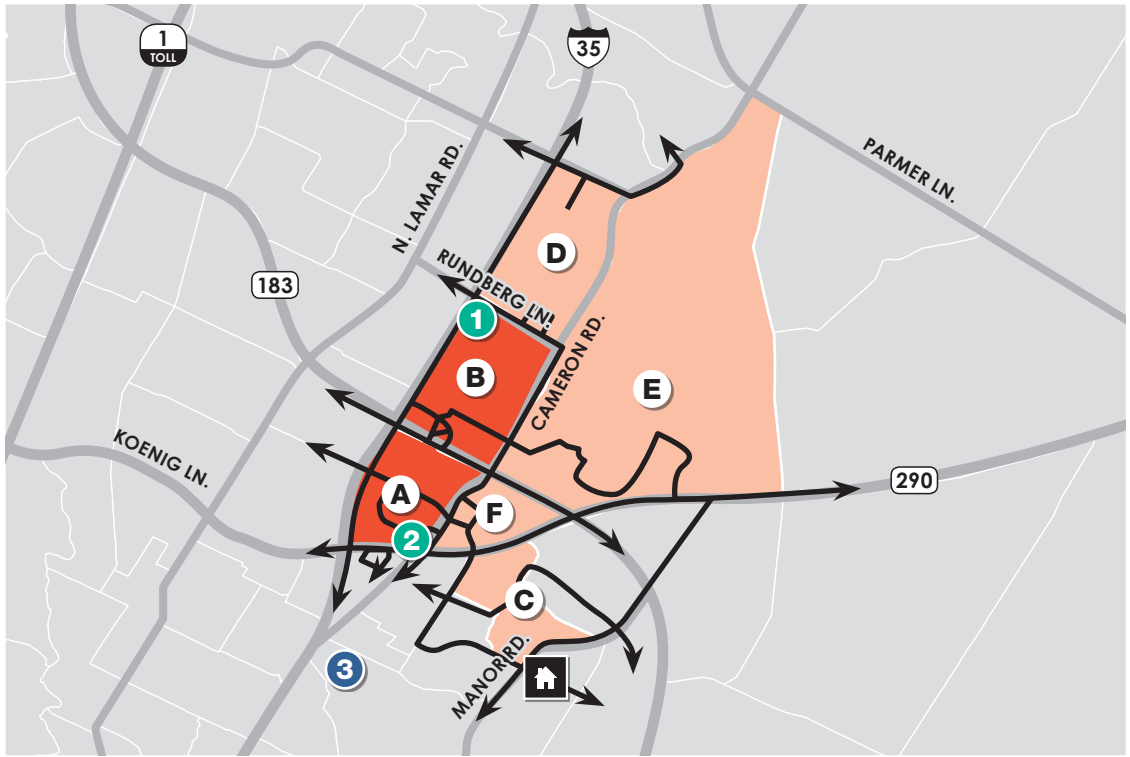 1
TOLL
35
PARMER LN.
N. LAMAR RD.
D
RUNDBERG LN.
183
1
B
CAMERON RD.
E
KOENIG LN.
290
A
F
2
C
MANOR RD.
3